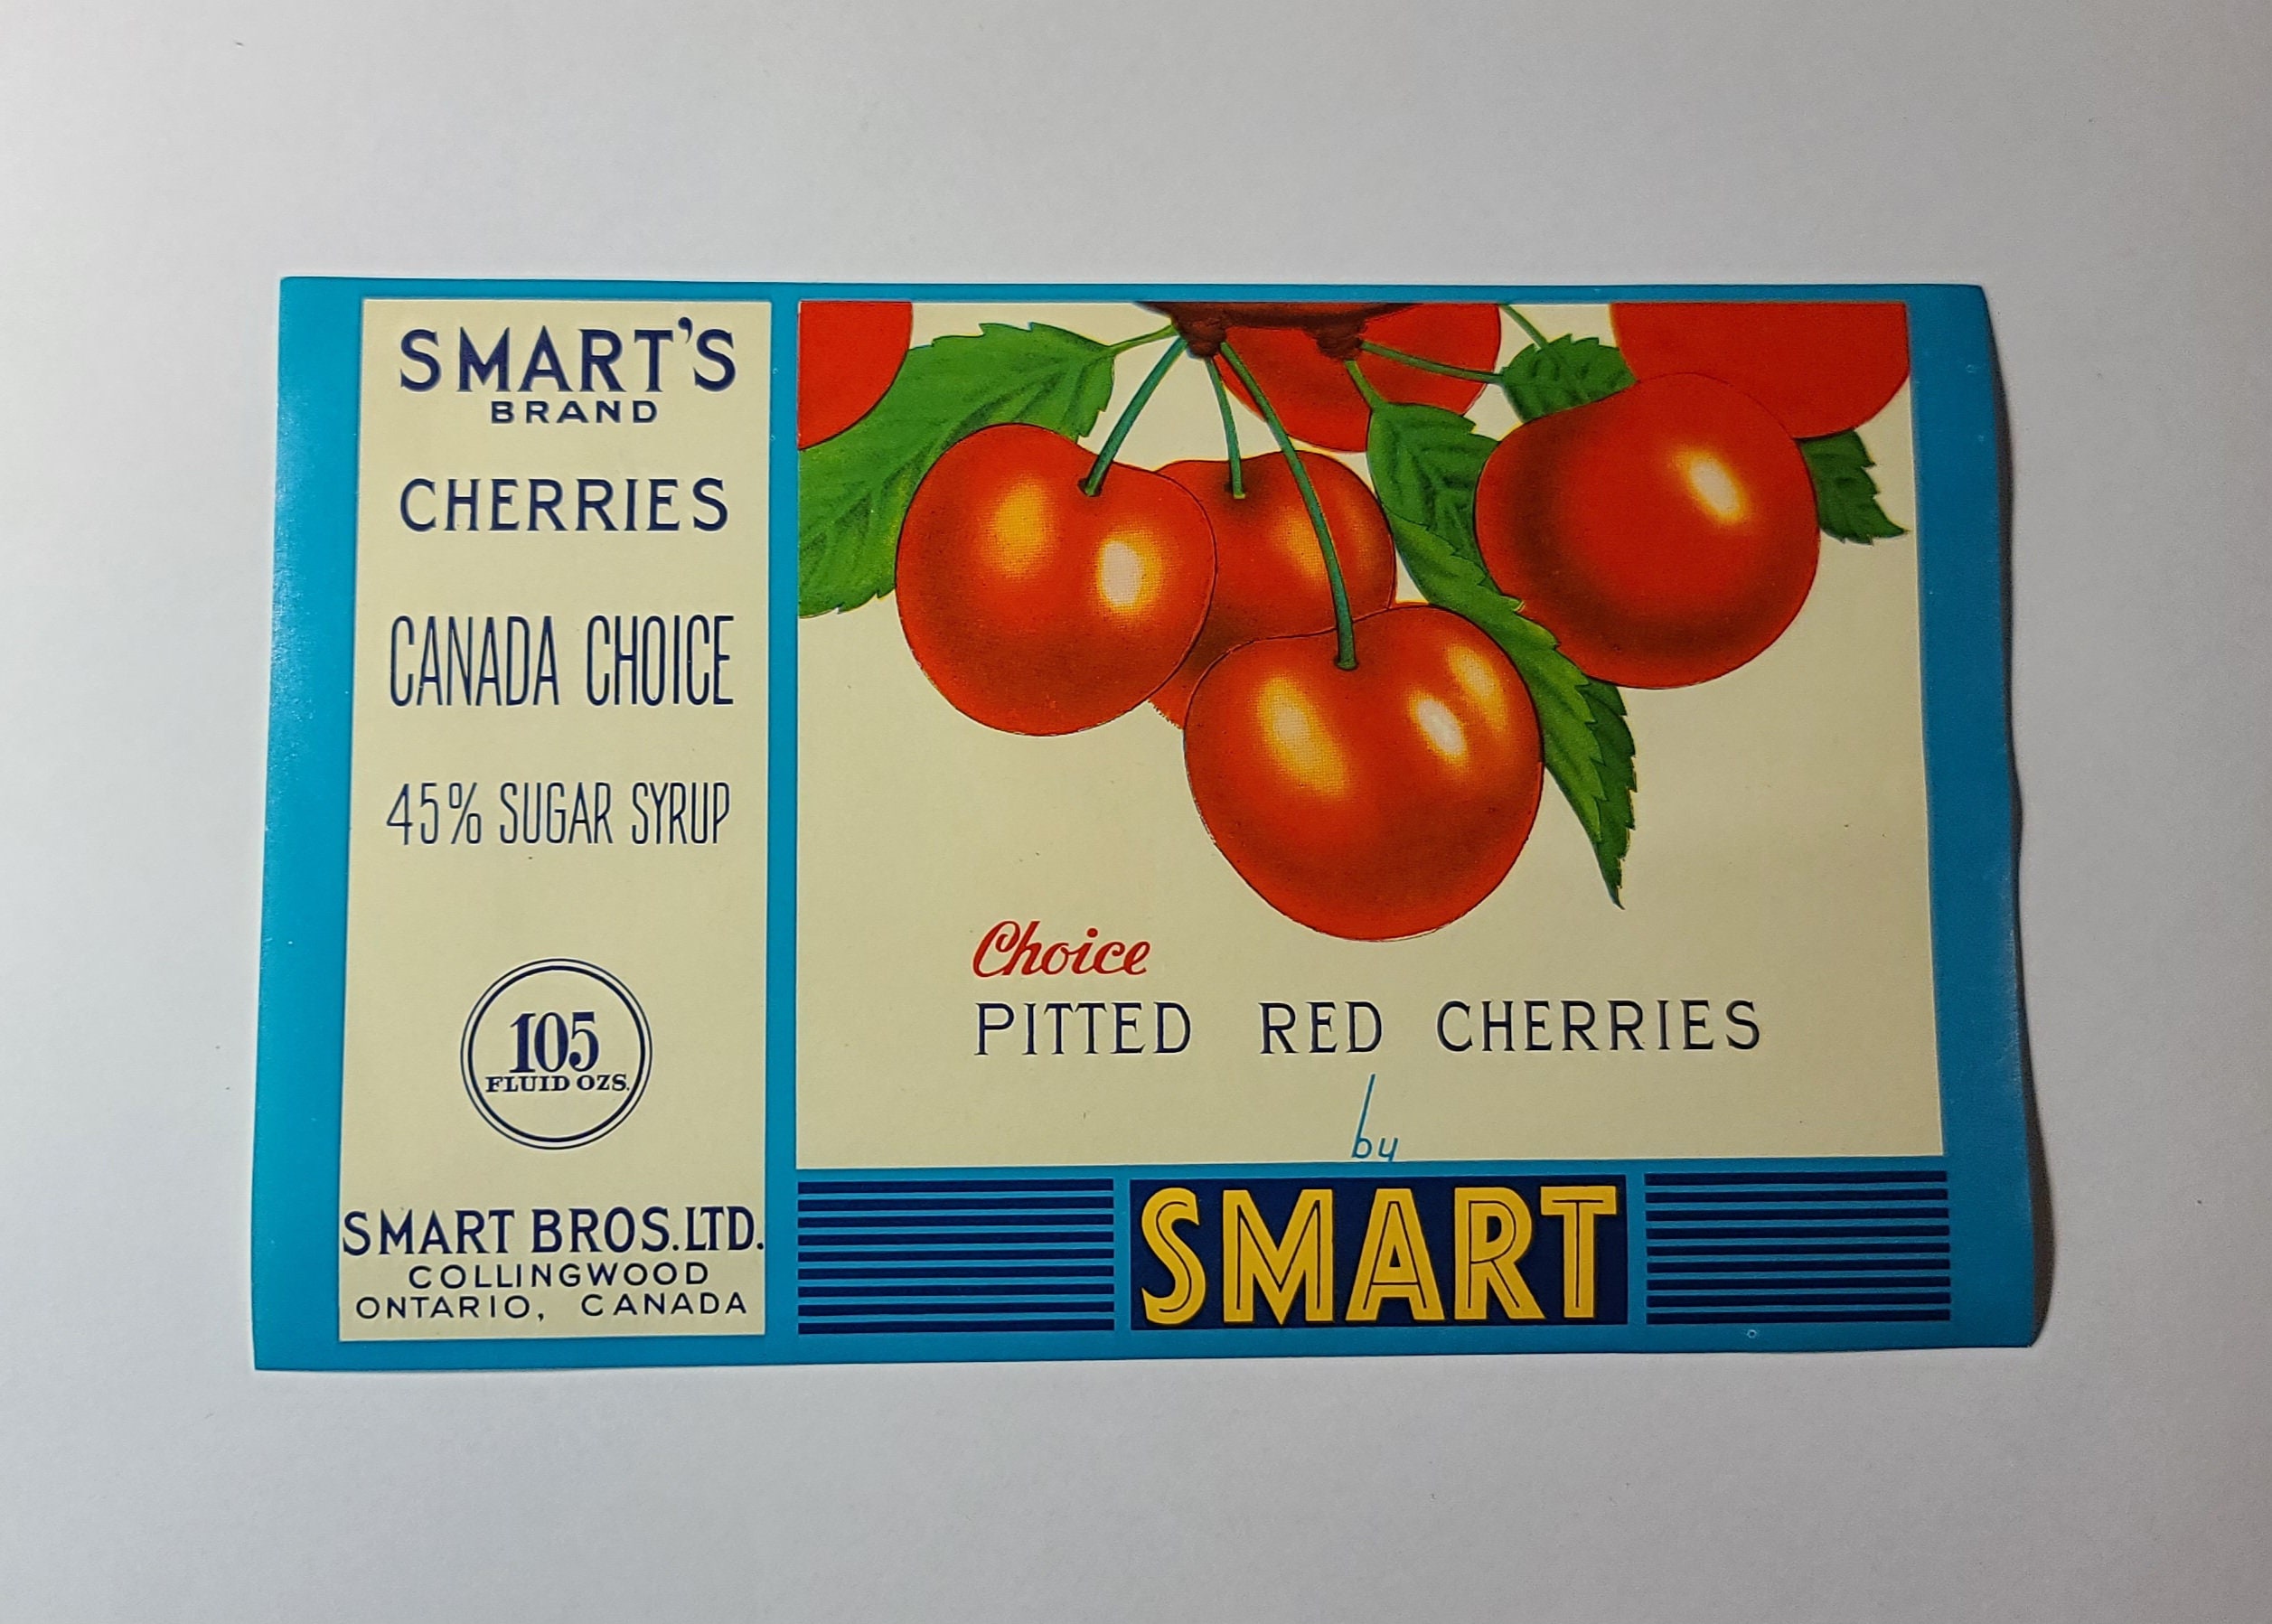 SMART'S
BRAND
CHERRIES
CANADA CHOICE
45% SUGAR SYRUP
105
FLUID OZS.
SMART BROS.LTD.
COLLINGWOOD
ONTARIO, CANADA
Choice
PITTED RED CHERRIES
by
SMART